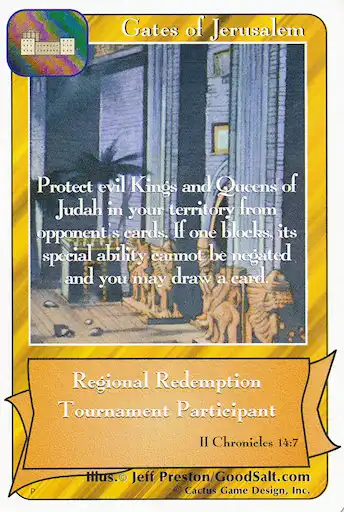 Gates of Jerusalem
Protect evil Kings and Queens of
Judah in your territory from
opponent's cards. If one blocks, its
special ability cannot be negated
and you may draw a card.
Regional Redemption
Tournament Participant
II Chronicles 14:7
Illus.© Jeff Preston/GoodSalt.com
P
© Cactus Game Design, Inc.